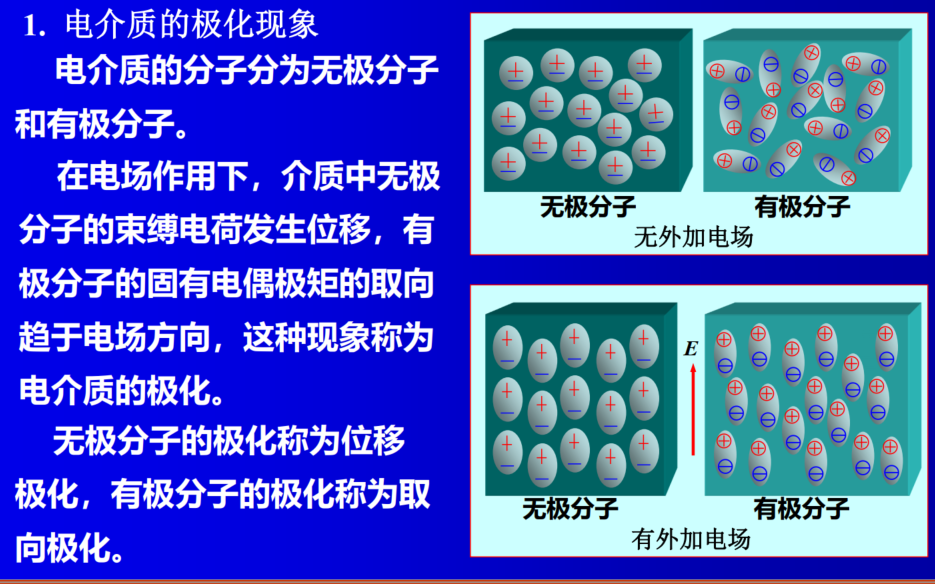 1. 电介质的极化现象
电介质的分子分为无极分子
和有极分子。
在电场作用下，介质中无极
分子的束缚电荷发生位移，有
极分子的固有电偶极矩的取向
趋于电场方向，这种现象称为
电介质的极化。
无极分子的极化称为位移
极化，有极分子的极化称为取
向极化。
无极分子 有极分子
无外加电场
E
无极分子 有极分子
有外加电场